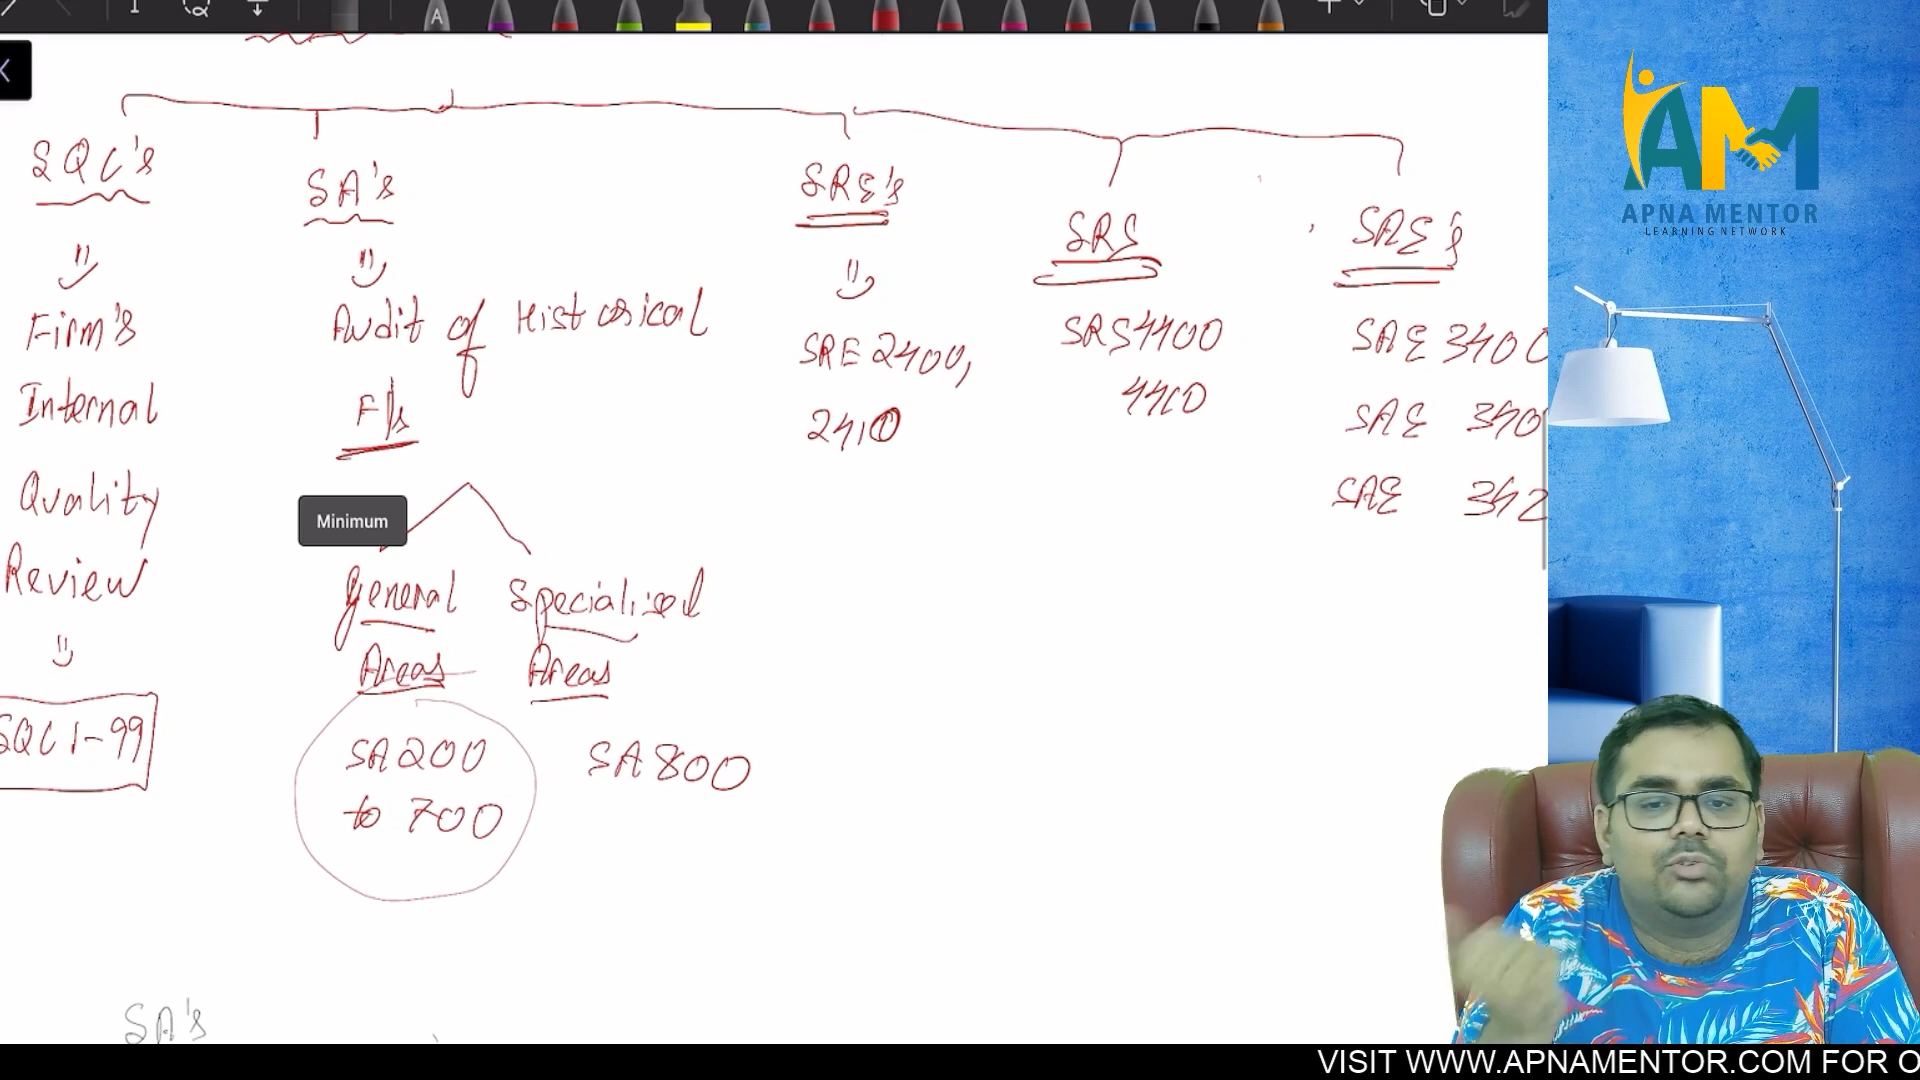 SQC's
Firm's
Internal
Quality
Review
SQC 1-99
SA's
Audit of Historical
F/s
Minimum
General
Areas
SA 200
to 700
Specialised
Areas
SA 800
SRE's
SRE 2400,
2410
SRS
SRS 4400
4410
SAE's
SAE 3400
SAE 340
SAE 342
SA's
A
AM
APNA MENTOR
LEARNING NETWORK
VISIT WWW.APNAMENTOR.COM FOR O